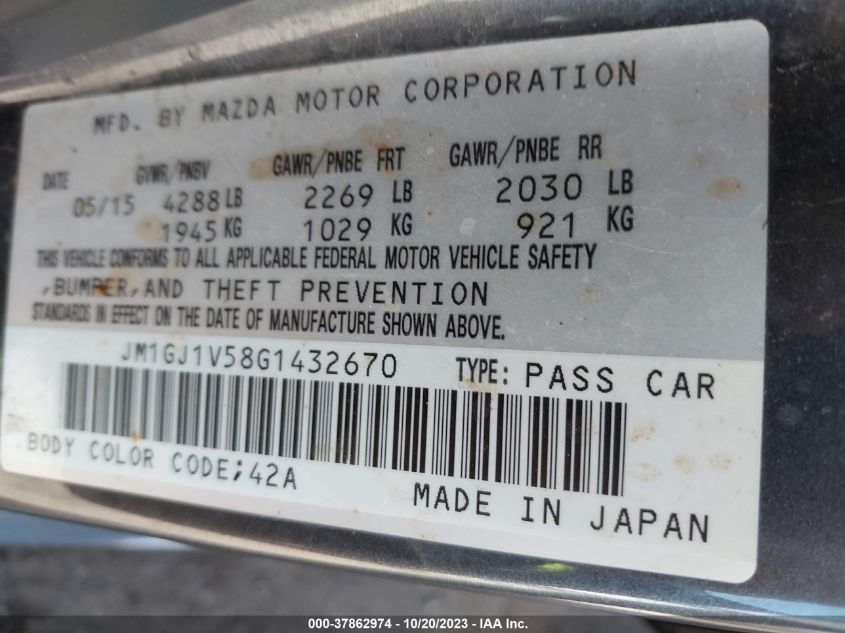 MFD. BY MAZDA MOTOR CORPORATION
DATE GVWR/PNBV GAWR/PNBE FRT GAWR/PNBE RR
05/15 4288 LB 2269 LB 2030 LB
1945 KG 1029 KG 921 KG
THIS VEHICLE CONFORMS TO ALL APPLICABLE FEDERAL MOTOR VEHICLE SAFETY
,BUMPER,AND THEFT PREVENTION
STANDARDS IN EFFECT ON THE DATE OF MANUFACTURE SHOWN ABOVE.
JM1GJ1V58G1432670 TYPE: PASS CAR
BODY COLOR CODE;42A
MADE IN JAPAN
000-37862974 | 10/20/2023 | IAA Inc.